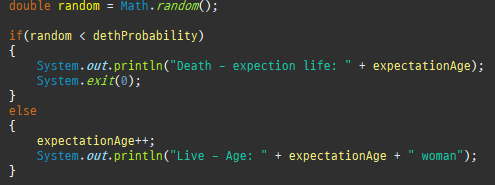 double random = Math.random();
if(random < dethProbability)
{
System.out.println("Death - expection life: " + expectationAge);
System.exit(0);
}
else
{
expectationAge++;
System.out.println("Live - Age: " + expectationAge + " woman");
}